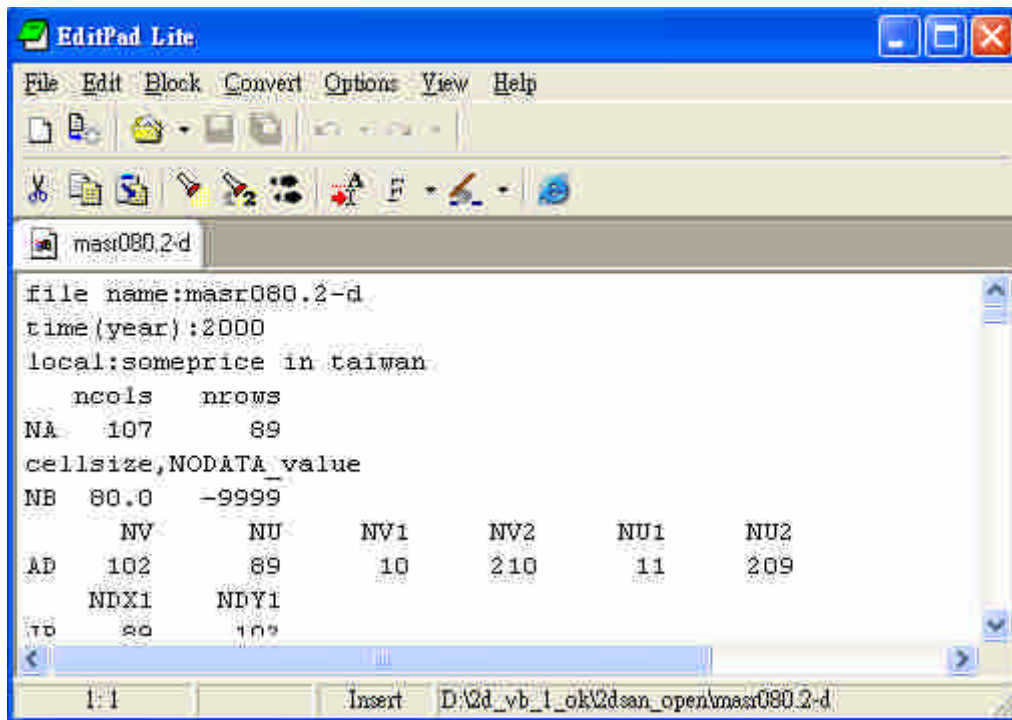 EditPad Lite
File Edit Block Convert Options View Help
masr080.2-d
file name:masr080.2-d
time(year):2000
local:someprice in taiwan
ncols nrows
NA 107 89
cellsize,NODATA_value
NB 80.0 -9999
NV NU NV1 NV2 NU1 NU2
AD 102 89 10 210 11 209
NDX1 NDY1
89 102
1: 1 Insert D:\2d_vb_1_ok\2dsan_open\masr080.2-d